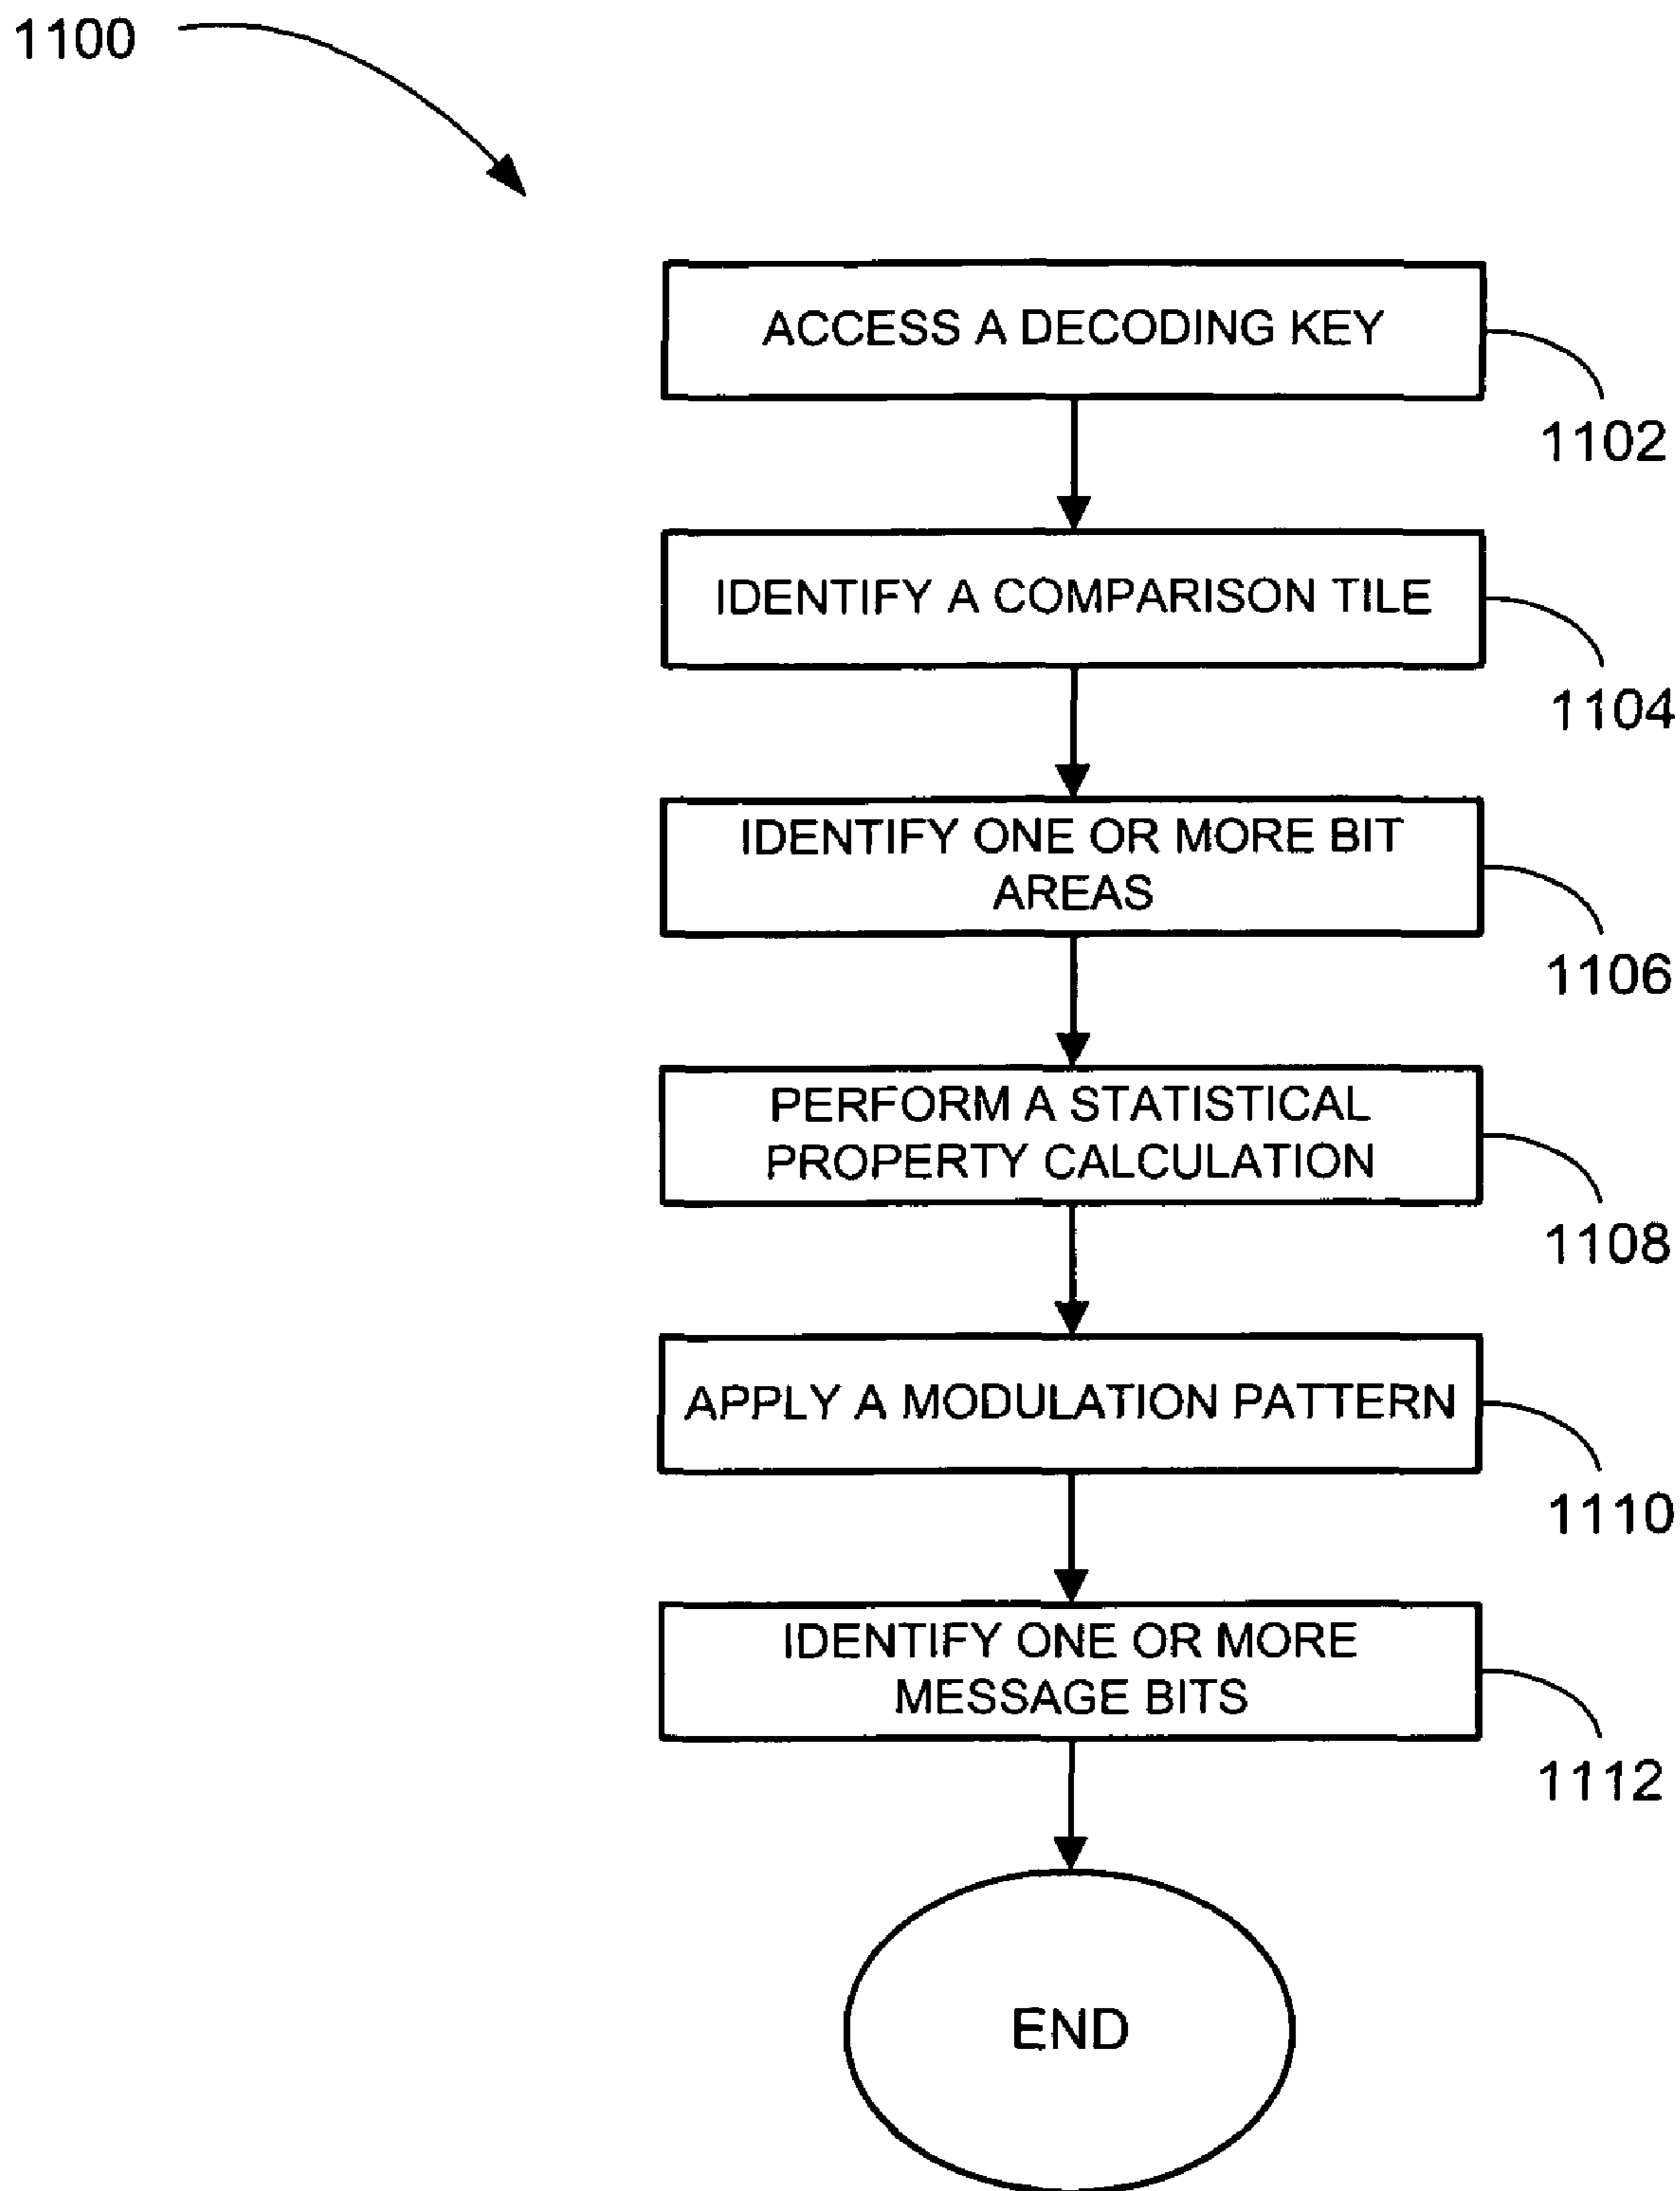 1100
ACCESS A DECODING KEY
1102
IDENTIFY A COMPARISON TILE
1104
IDENTIFY ONE OR MORE BIT
AREAS
1106
PERFORM A STATISTICAL
PROPERTY CALCULATION
1108
APPLY A MODULATION PATTERN
1110
IDENTIFY ONE OR MORE
MESSAGE BITS
1112
END